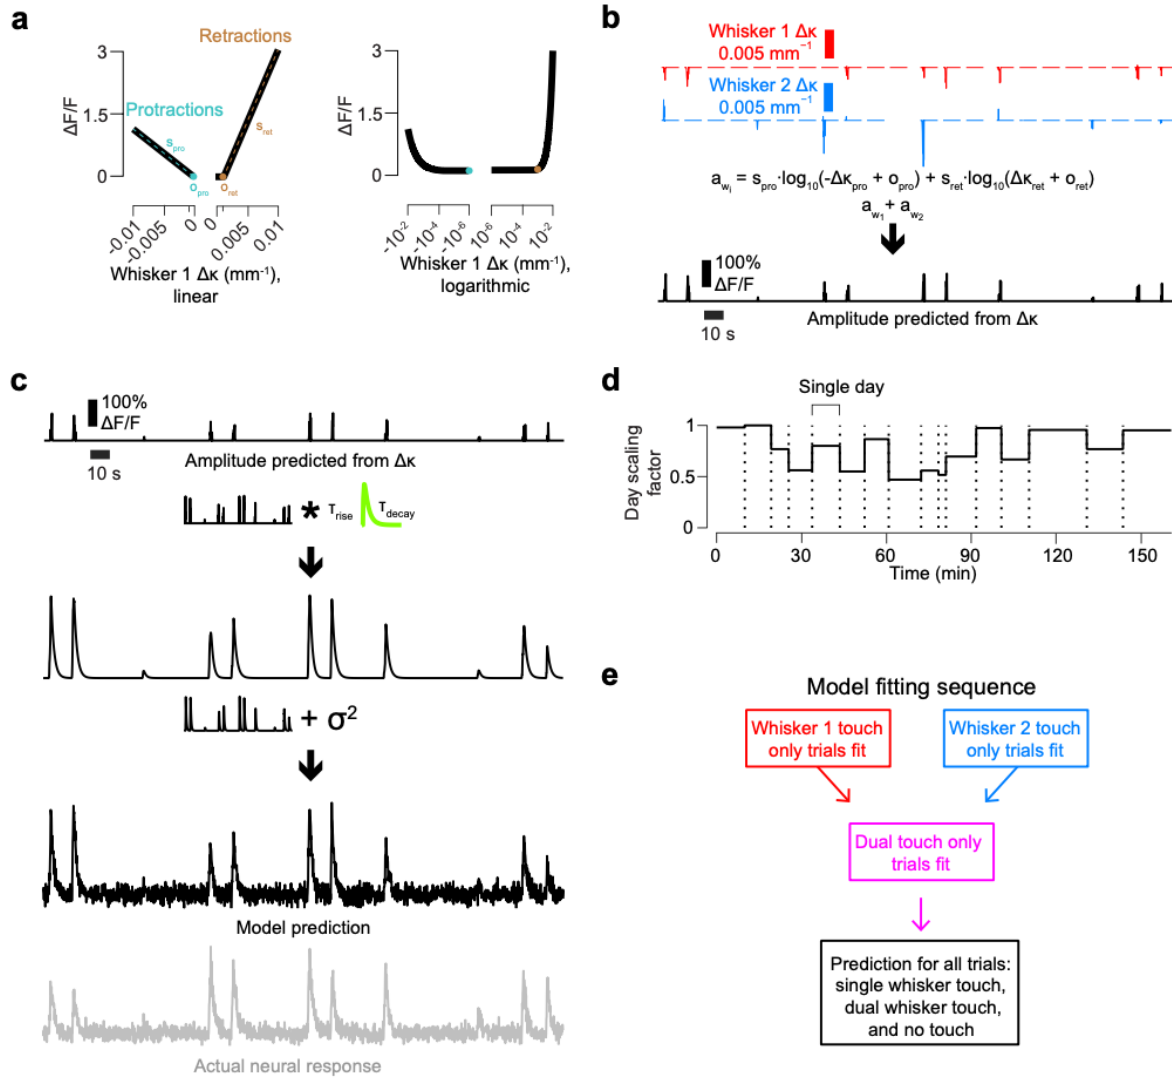 a
Retractions
3
ΔF/F
1.5
0
Protractions
s_pro
s_ret
o_pro
o_ret
-0.01
-0.005
0
0
0.005
0.01
Whisker 1 Δκ (mm⁻¹),
linear
3
ΔF/F
1.5
0
-10⁻²
-10⁻⁴
-10⁻⁶
10⁻⁶
10⁻⁴
10⁻²
Whisker 1 Δκ (mm⁻¹),
logarithmic
b
Whisker 1 Δκ
0.005 mm⁻¹
Whisker 2 Δκ
0.005 mm⁻¹
a_wᵢ = s_pro·log₁₀(-Δκ_pro + o_pro) + s_ret·log₁₀(Δκ_ret + o_ret)
a_w₁ + a_w₂
100%
ΔF/F
10 s
Amplitude predicted from Δκ
c
100%
ΔF/F
10 s
Amplitude predicted from Δκ
* τ_rise τ_decay
+ σ²
Model prediction
Actual neural response
d
Single day
Day scaling
factor
1
0.5
0
0 30 60 90 120 150
Time (min)
e
Model fitting sequence
Whisker 1 touch
only trials fit
Whisker 2 touch
only trials fit
Dual touch only
trials fit
Prediction for all trials:
single whisker touch,
dual whisker touch,
and no touch